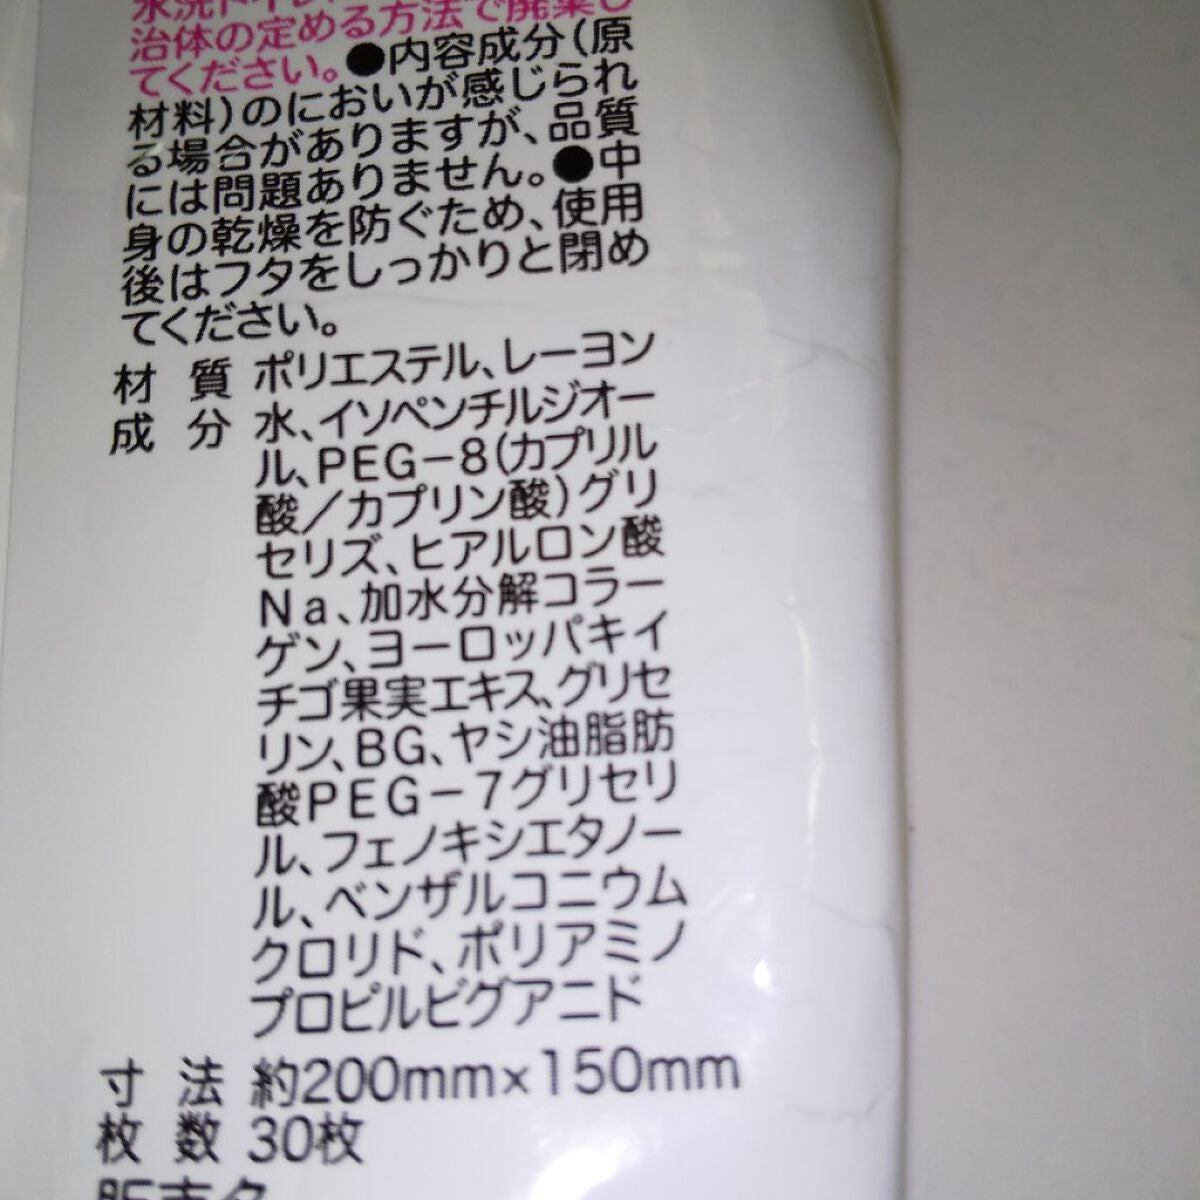 水洗トイレ
治体の定める方法で廃棄し
てください。●内容成分(原
材料)のにおいが感じられ
る場合がありますが、品質
には問題ありません。●中
身の乾燥を防ぐため、使用
後はフタをしっかりと閉め
てください。
材 質 ポリエステル、レーヨン
成 分 水、イソペンチルジオー
ル、PEG−8(カプリル
酸／カプリン酸)グリ
セリズ、ヒアルロン酸
Na、加水分解コラー
ゲン、ヨーロッパキイ
チゴ果実エキス、グリセ
リン、BG、ヤシ油脂肪
酸PEG−7グリセリ
ル、フェノキシエタノー
ル、ベンザルコニウム
クロリド、ポリアミノ
プロピルビグアニド
寸 法 約200mm×150mm
枚 数 30枚
販売名